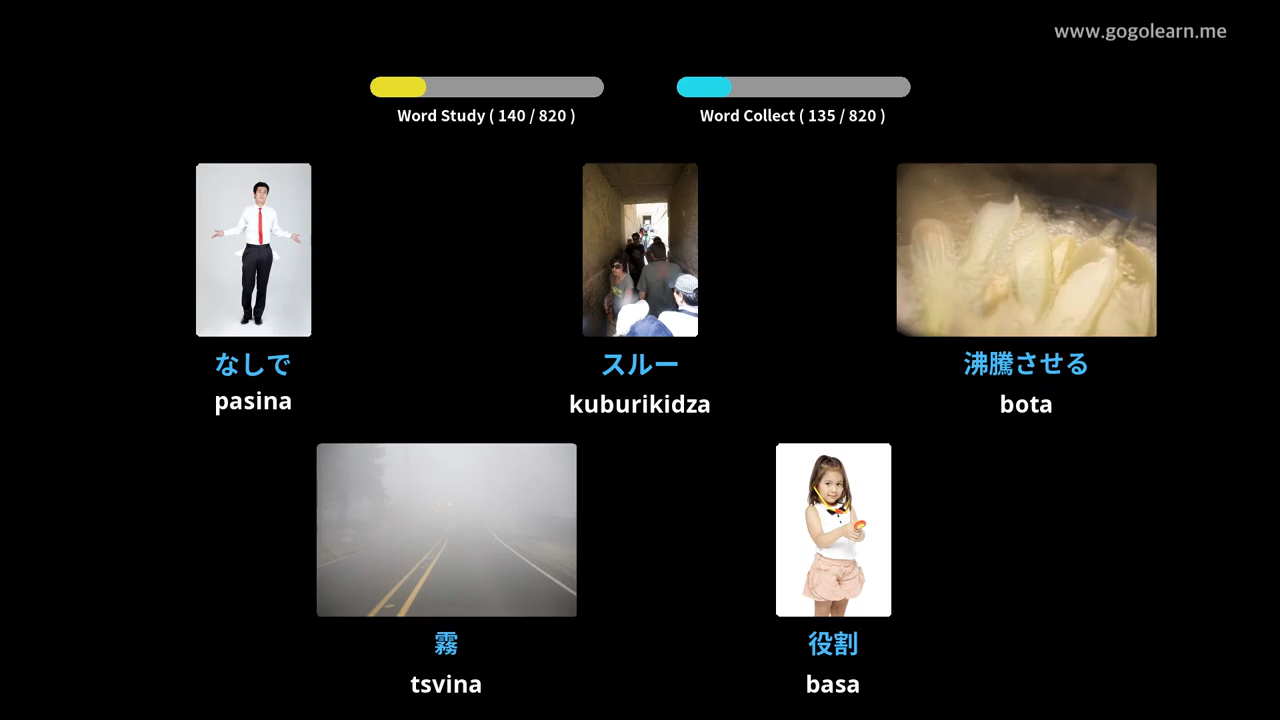 www.gogolearn.me
Word Study ( 140 / 820 )
Word Collect ( 135 / 820 )
なしで
pasina
スルー
kuburikidza
沸騰させる
bota
霧
tsvina
役割
basa